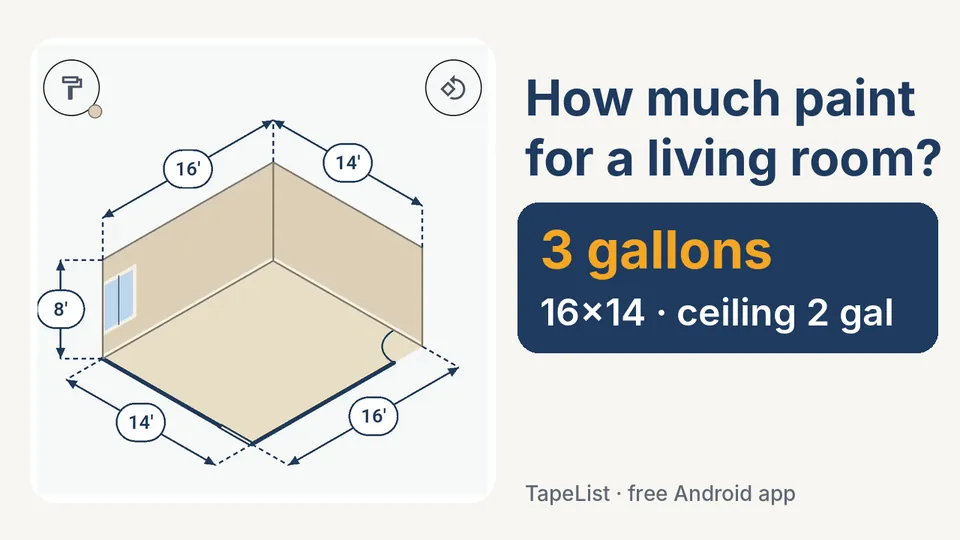 16'
14'
8'
14'
16'
How much paint
for a living room?
3 gallons
16×14 · ceiling 2 gal
TapeList · free Android app